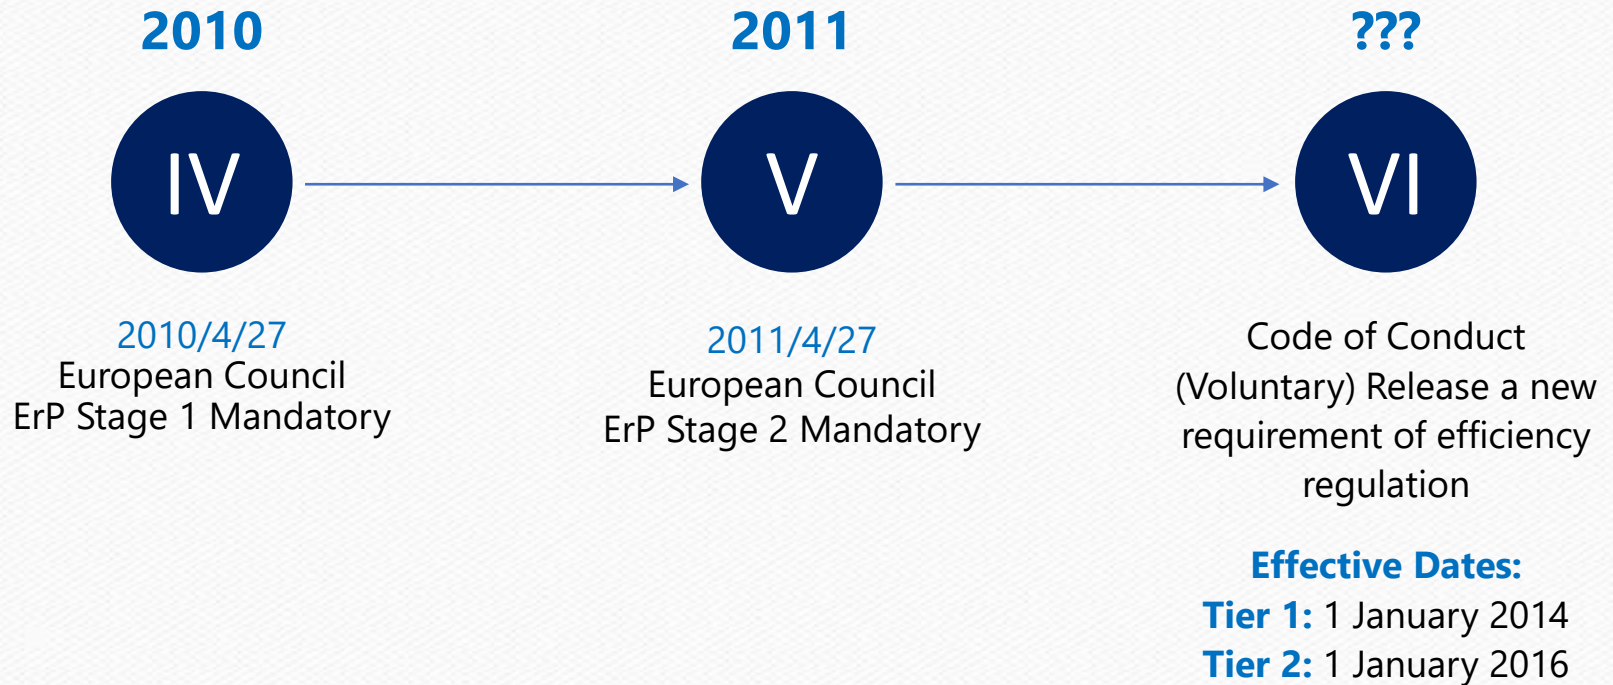 2010
2011
???
IV
V
VI
2010/4/27
European Council
ErP Stage 1 Mandatory
2011/4/27
European Council
ErP Stage 2 Mandatory
Code of Conduct
(Voluntary) Release a new
requirement of efficiency
regulation
Effective Dates:
Tier 1: 1 January 2014
Tier 2: 1 January 2016